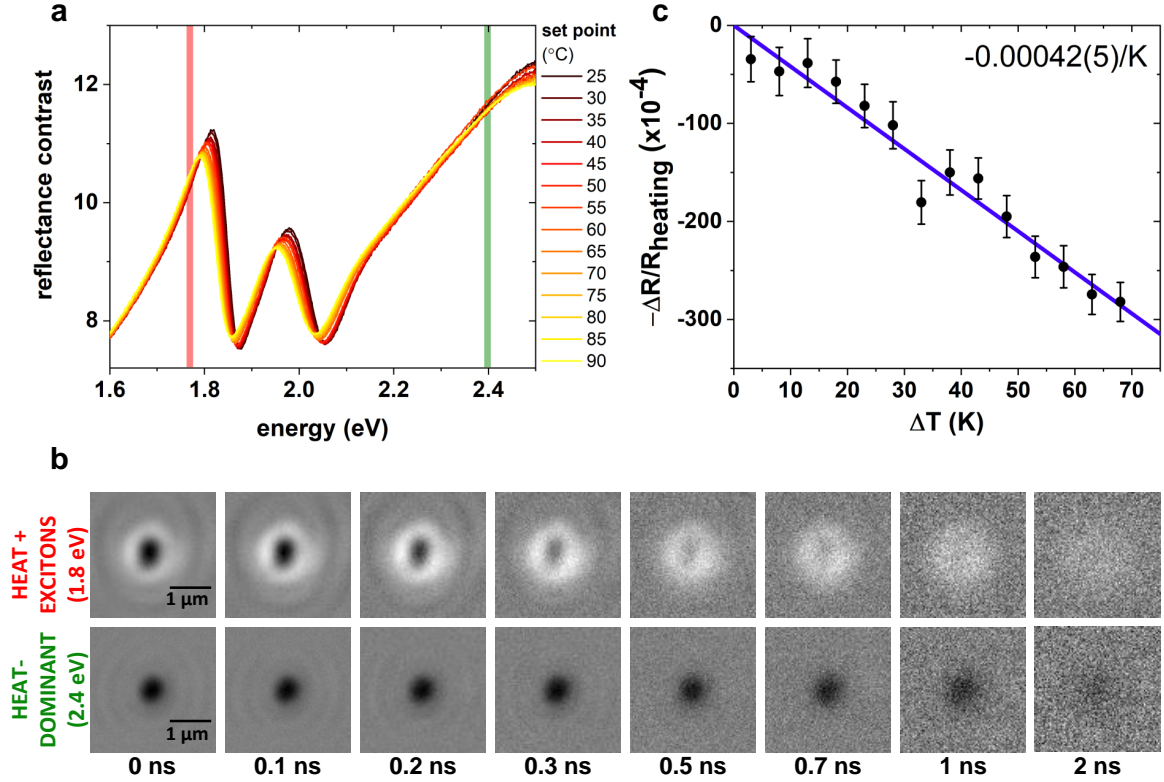 a
reflectance contrast
12
10
8
1.6
1.8
2.0
2.2
2.4
energy (eV)
set point
(°C)
25
30
35
40
45
50
55
60
65
70
75
80
85
90
c
-0.00042(5)/K
−ΔR/Rheating (x10-4)
0
-100
-200
-300
0
10
20
30
40
50
60
70
ΔT (K)
b
HEAT +
EXCITONS
(1.8 eV)
1 µm
HEAT-
DOMINANT
(2.4 eV)
1 µm
0 ns
0.1 ns
0.2 ns
0.3 ns
0.5 ns
0.7 ns
1 ns
2 ns